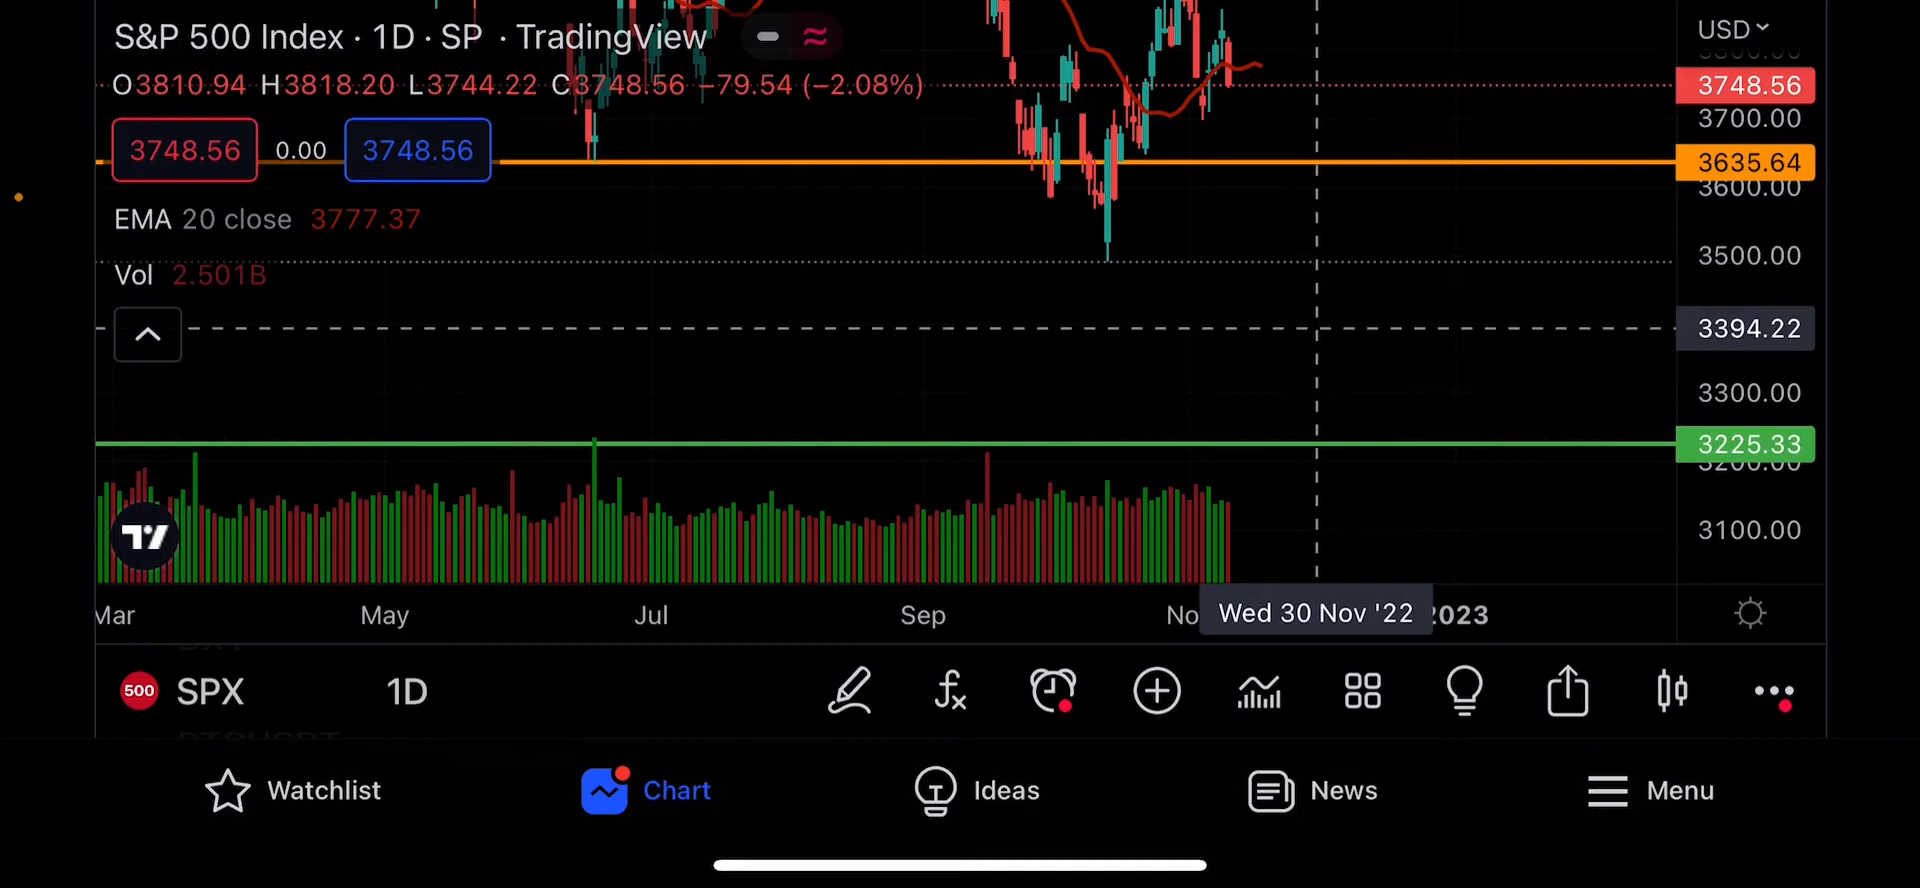 S&P 500 Index · 1D · SP · TradingView
USD
O3810.94 H3818.20 L3744.22 C3748.56 −79.54 (−2.08%)
3748.56
3700.00
3748.56 0.00 3748.56
3635.64
3600.00
EMA 20 close 3777.37
3500.00
Vol 2.501B
3394.22
3300.00
3225.33
3200.00
3100.00
Mar May Jul Sep No Wed 30 Nov '22 2023
500 SPX 1D
Watchlist Chart Ideas News Menu